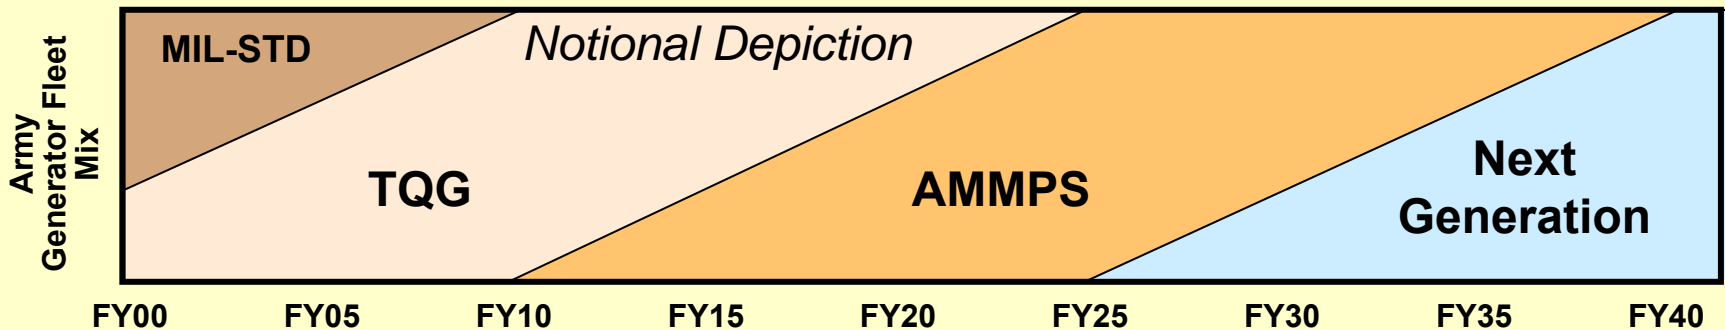 Army
Generator Fleet
Mix
MIL-STD
Notional Depiction
TQG
AMMPS
Next
Generation
FY00 FY05 FY10 FY15 FY20 FY25 FY30 FY35 FY40